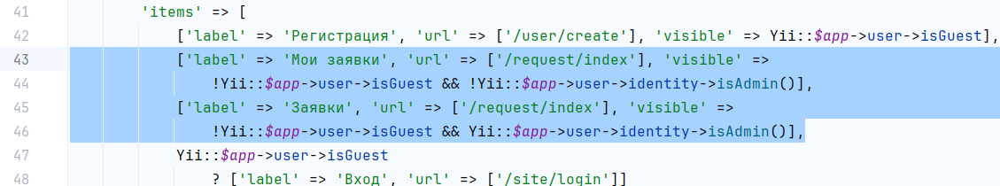 41 'items' => [
42 ['label' => 'Регистрация', 'url' => ['/user/create'], 'visible' => Yii::$app->user->isGuest],
43 ['label' => 'Мои заявки', 'url' => ['/request/index'], 'visible' =>
44 !Yii::$app->user->isGuest && !Yii::$app->user->identity->isAdmin()],
45 ['label' => 'Заявки', 'url' => ['/request/index'], 'visible' =>
46 !Yii::$app->user->isGuest && Yii::$app->user->identity->isAdmin()],
47 Yii::$app->user->isGuest
48 ? ['label' => 'Вход', 'url' => ['/site/login']]